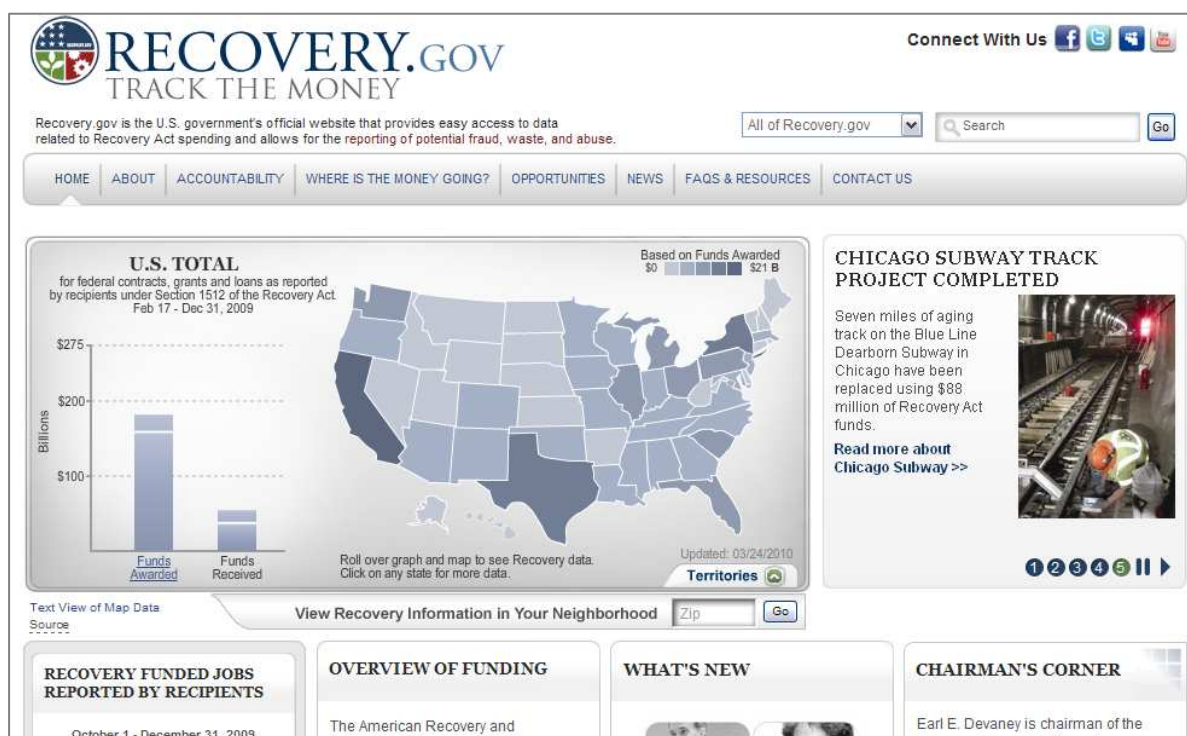 RECOVERY.GOV
TRACK THE MONEY
Connect With Us
Recovery.gov is the U.S. government's official website that provides easy access to data
related to Recovery Act spending and allows for the reporting of potential fraud, waste, and abuse.
All of Recovery.gov
Search
Go
HOME ABOUT ACCOUNTABILITY WHERE IS THE MONEY GOING? OPPORTUNITIES NEWS FAQS & RESOURCES CONTACT US
U.S. TOTAL
for federal contracts, grants and loans as reported
by recipients under Section 1512 of the Recovery Act
Feb 17 - Dec 31, 2009
$275
$200
$100
Billions
Funds
Awarded
Funds
Received
Based on Funds Awarded
$0 $21 B
Roll over graph and map to see Recovery data.
Click on any state for more data.
Updated: 03/24/2010
Territories
CHICAGO SUBWAY TRACK
PROJECT COMPLETED
Seven miles of aging
track on the Blue Line
Dearborn Subway in
Chicago have been
replaced using $88
million of Recovery Act
funds.
Read more about
Chicago Subway >>
1 2 3 4 5
Text View of Map Data
Source
View Recovery Information in Your Neighborhood
Zip
Go
RECOVERY FUNDED JOBS
REPORTED BY RECIPIENTS
October 1 - December 31, 2009
OVERVIEW OF FUNDING
The American Recovery and
WHAT'S NEW
CHAIRMAN'S CORNER
Earl E. Devaney is chairman of the